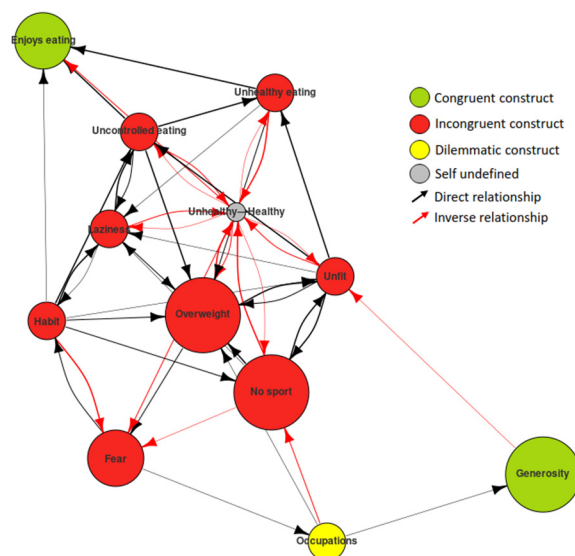 Enjoys eating
Unhealthy eating
Congruent construct
Incongruent construct
Dilemmatic construct
Self undefined
Direct relationship
Inverse relationship
Uncontrolled eating
Unhealthy—Healthy
Laziness
Unfit
Overweight
Habit
No sport
Fear
Generosity
Occupations